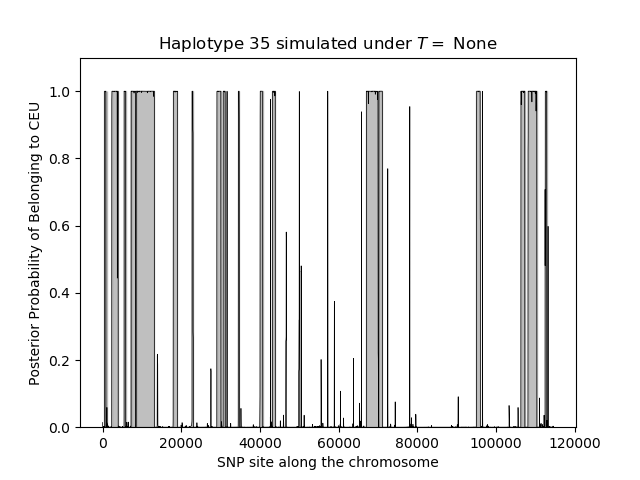 Haplotype 35 simulated under T = None
Posterior Probability of Belonging to CEU
1.0
0.8
0.6
0.4
0.2
0.0
0 20000 40000 60000 80000 100000 120000
SNP site along the chromosome